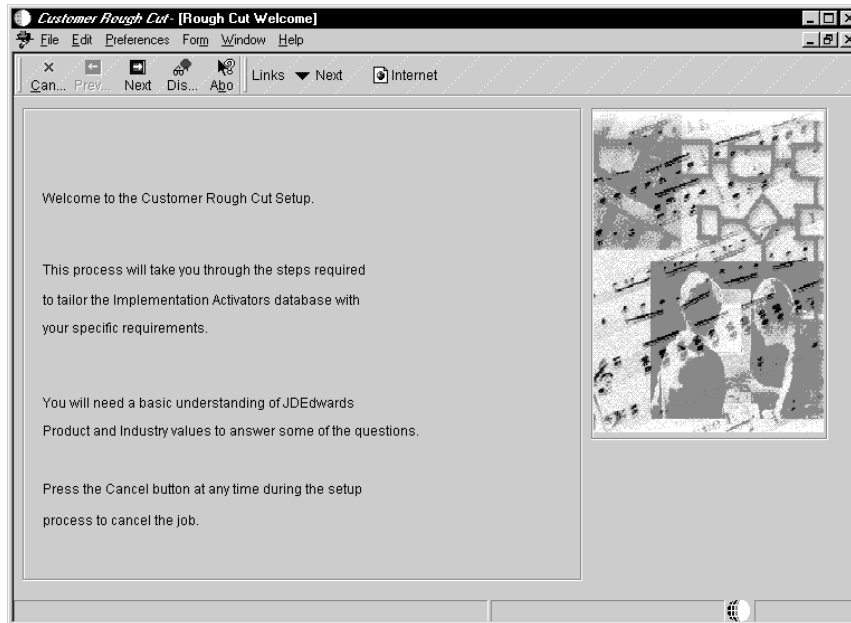 Customer Rough Cut - [Rough Cut Welcome]
File Edit Preferences Form Window Help
Can... Prev... Next Dis... Abo Links Next Internet
Welcome to the Customer Rough Cut Setup.
This process will take you through the steps required
to tailor the Implementation Activators database with
your specific requirements.
You will need a basic understanding of JDEdwards
Product and Industry values to answer some of the questions.
Press the Cancel button at any time during the setup
process to cancel the job.